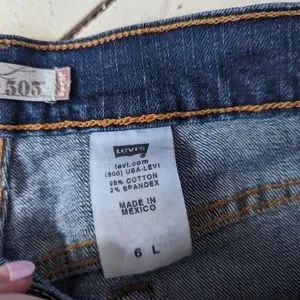 505
Levi's
levi.com
(800) USA-LEVI
98% COTTON
2% SPANDEX
MADE IN
MEXICO
6 L